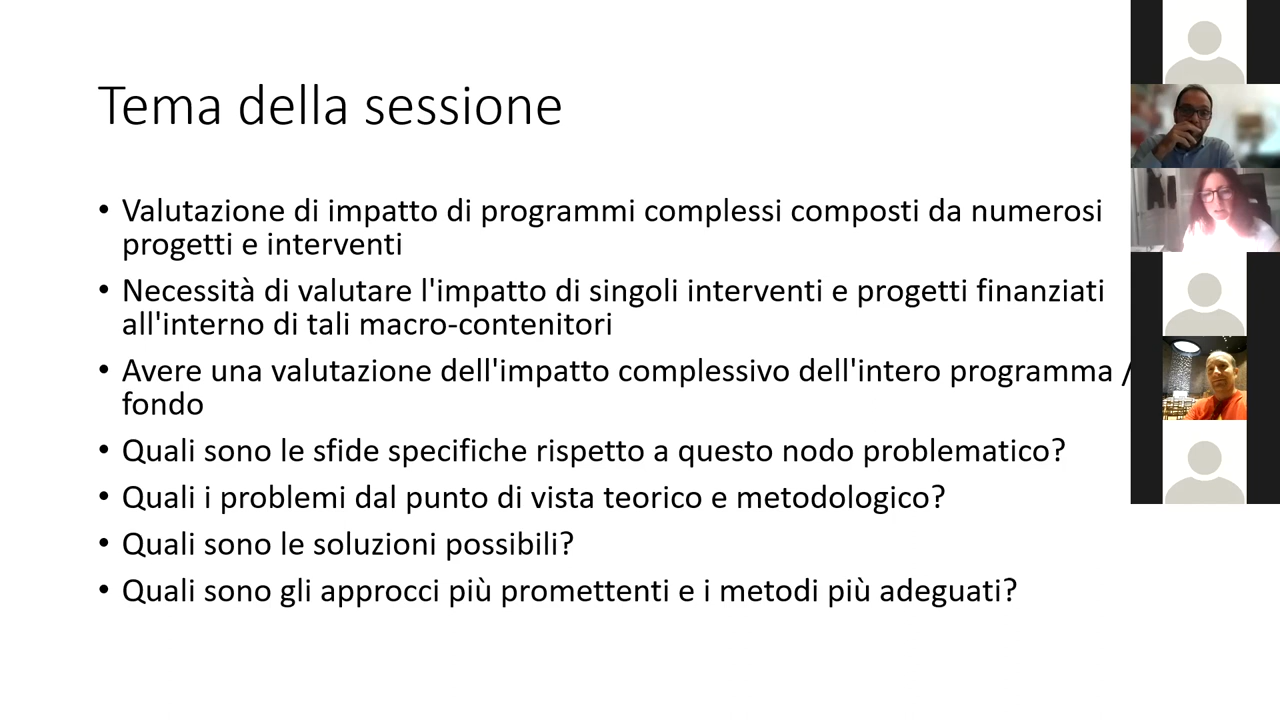 Tema della sessione
• Valutazione di impatto di programmi complessi composti da numerosi
progetti e interventi
• Necessità di valutare l'impatto di singoli interventi e progetti finanziati
all'interno di tali macro-contenitori
• Avere una valutazione dell'impatto complessivo dell'intero programma /
fondo
• Quali sono le sfide specifiche rispetto a questo nodo problematico?
• Quali i problemi dal punto di vista teorico e metodologico?
• Quali sono le soluzioni possibili?
• Quali sono gli approcci più promettenti e i metodi più adeguati?